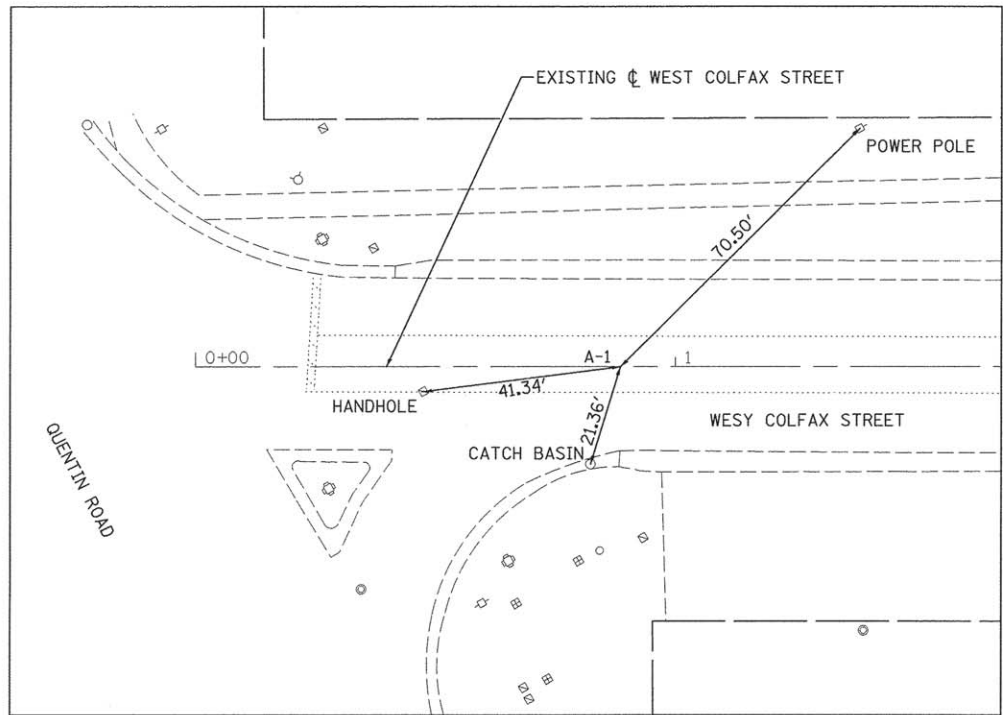 EXISTING ℄ WEST COLFAX STREET
POWER POLE
70.50'
0+00
A-1
1
41.34'
HANDHOLE
21.36'
WESY COLFAX STREET
CATCH BASIN
QUENTIN ROAD